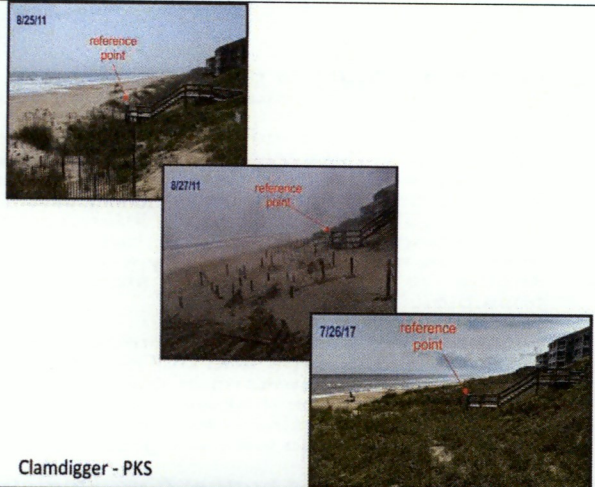 8/25/11
reference
point
8/27/11
reference
point
7/26/17
reference
point
Clamdigger - PKS